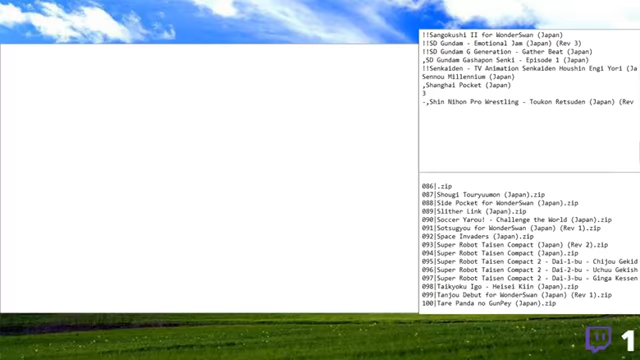 !!Sangokushi II for WonderSwan (Japan)
!!SD Gundam - Emotional Jam (Japan) (Rev 3)
!!SD Gundam G Generation - Gather Beat (Japan)
,SD Gundam Gashapon Senki - Episode 1 (Japan)
!!Senkaiden - TV Animation Senkaiden Houshin Engi Yori (Ja
Sennou Millennium (Japan)
,Shanghai Pocket (Japan)
3
-,Shin Nihon Pro Wrestling - Toukon Retsuden (Japan) (Rev
086|.zip
087|Shougi Touryuumon (Japan).zip
088|Side Pocket for WonderSwan (Japan).zip
089|Slither Link (Japan).zip
090|Soccer Yarou! - Challenge the World (Japan).zip
091|Sotsugyou for WonderSwan (Japan) (Rev 1).zip
092|Space Invaders (Japan).zip
093|Super Robot Taisen Compact (Japan) (Rev 2).zip
094|Super Robot Taisen Compact (Japan).zip
095|Super Robot Taisen Compact 2 - Dai-1-bu - Chijou Gekid
096|Super Robot Taisen Compact 2 - Dai-2-bu - Uchuu Gekish
097|Super Robot Taisen Compact 2 - Dai-3-bu - Ginga Kessen
098|Taikyoku Igo - Heisei Kiin (Japan).zip
099|Tanjou Debut for WonderSwan (Japan) (Rev 1).zip
100|Tare Panda no GunPey (Japan).zip
1